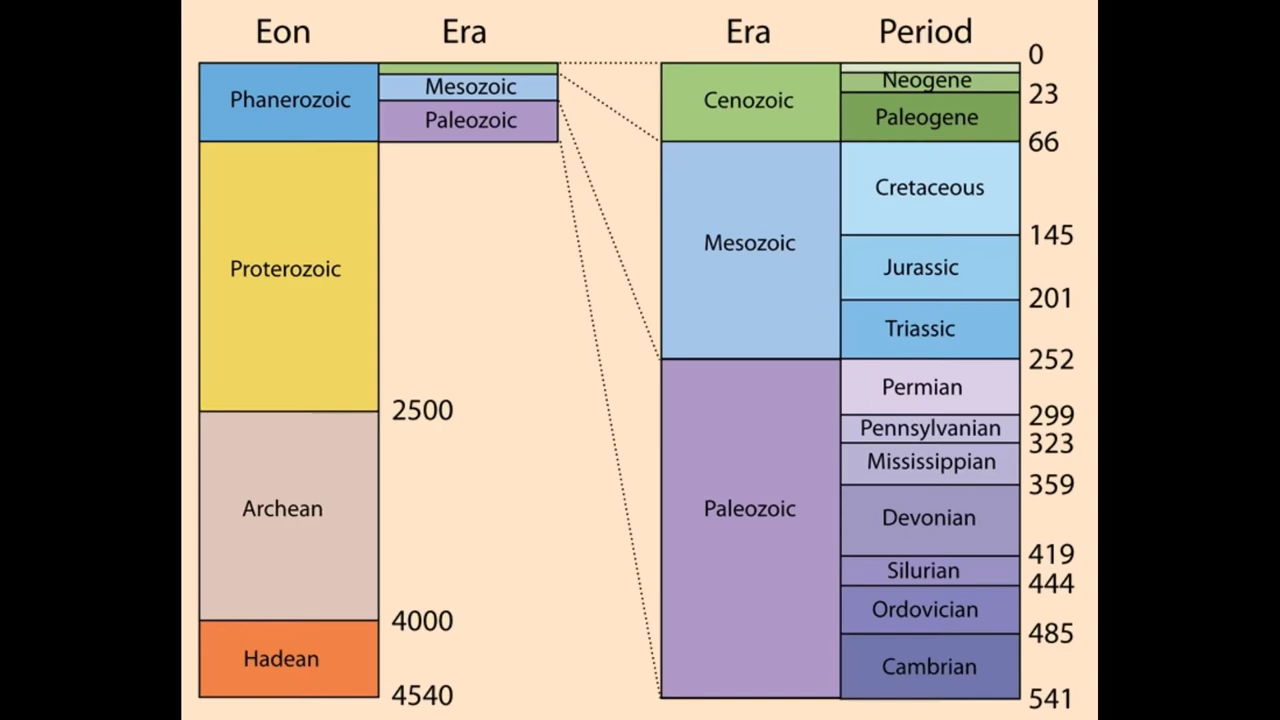 Eon
Era
Era
Period
0
Phanerozoic
Mesozoic
Paleozoic
Cenozoic
Neogene
23
Paleogene
66
Proterozoic
Mesozoic
Cretaceous
145
Jurassic
201
Triassic
252
2500
Permian
299
Pennsylvanian
323
Mississippian
359
Archean
Paleozoic
Devonian
419
Silurian
444
4000
Ordovician
485
Hadean
Cambrian
4540
541